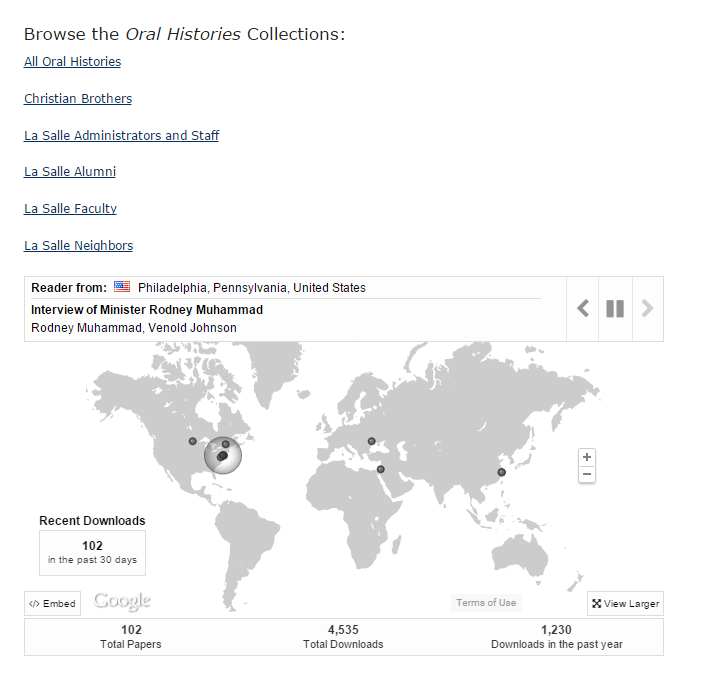 Browse the Oral Histories Collections:
All Oral Histories
Christian Brothers
La Salle Administrators and Staff
La Salle Alumni
La Salle Faculty
La Salle Neighbors
Reader from: Philadelphia, Pennsylvania, United States
Interview of Minister Rodney Muhammad
Rodney Muhammad, Venold Johnson
+
−
Recent Downloads
102
in the past 30 days
</> Embed
Google
Terms of Use
View Larger
102
Total Papers
4,535
Total Downloads
1,230
Downloads in the past year